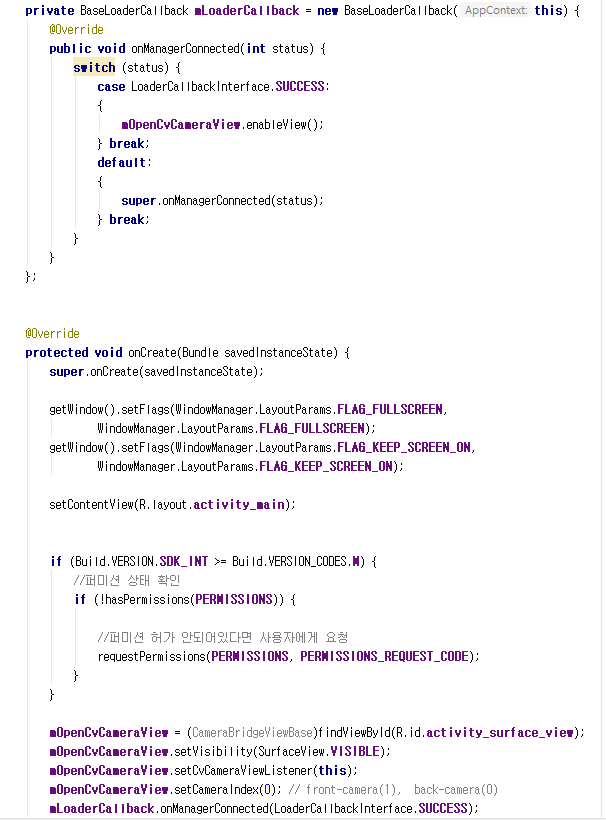 private BaseLoaderCallback mLoaderCallback = new BaseLoaderCallback( AppContext: this) {
@Override
public void onManagerConnected(int status) {
switch (status) {
case LoaderCallbackInterface.SUCCESS:
{
mOpenCvCameraView.enableView();
} break;
default:
{
super.onManagerConnected(status);
} break;
}
}
};
@Override
protected void onCreate(Bundle savedInstanceState) {
super.onCreate(savedInstanceState);
getWindow().setFlags(WindowManager.LayoutParams.FLAG_FULLSCREEN,
WindowManager.LayoutParams.FLAG_FULLSCREEN);
getWindow().setFlags(WindowManager.LayoutParams.FLAG_KEEP_SCREEN_ON,
WindowManager.LayoutParams.FLAG_KEEP_SCREEN_ON);
setContentView(R.layout.activity_main);
if (Build.VERSION.SDK_INT >= Build.VERSION_CODES.M) {
//퍼미션 상태 확인
if (!hasPermissions(PERMISSIONS)) {
//퍼미션 허가 안되어있다면 사용자에게 요청
requestPermissions(PERMISSIONS, PERMISSIONS_REQUEST_CODE);
}
}
mOpenCvCameraView = (CameraBridgeViewBase)findViewById(R.id.activity_surface_view);
mOpenCvCameraView.setVisibility(SurfaceView.VISIBLE);
mOpenCvCameraView.setCvCameraViewListener(this);
mOpenCvCameraView.setCameraIndex(0); // front-camera(1), back-camera(0)
mLoaderCallback.onManagerConnected(LoaderCallbackInterface.SUCCESS);